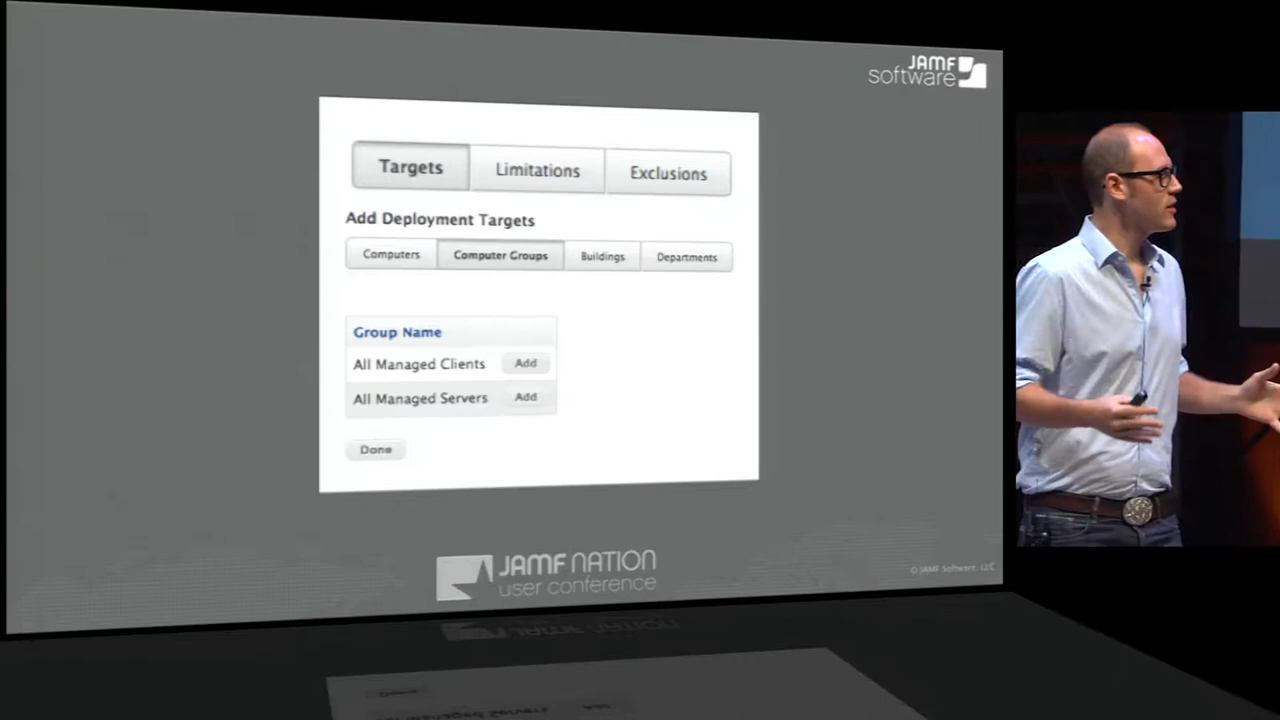 JAMF
software
Targets Limitations Exclusions
Add Deployment Targets
Computers Computer Groups Buildings Departments
Group Name
All Managed Clients Add
All Managed Servers Add
Done
JAMF NATION
user conference
© JAMF Software, LLC